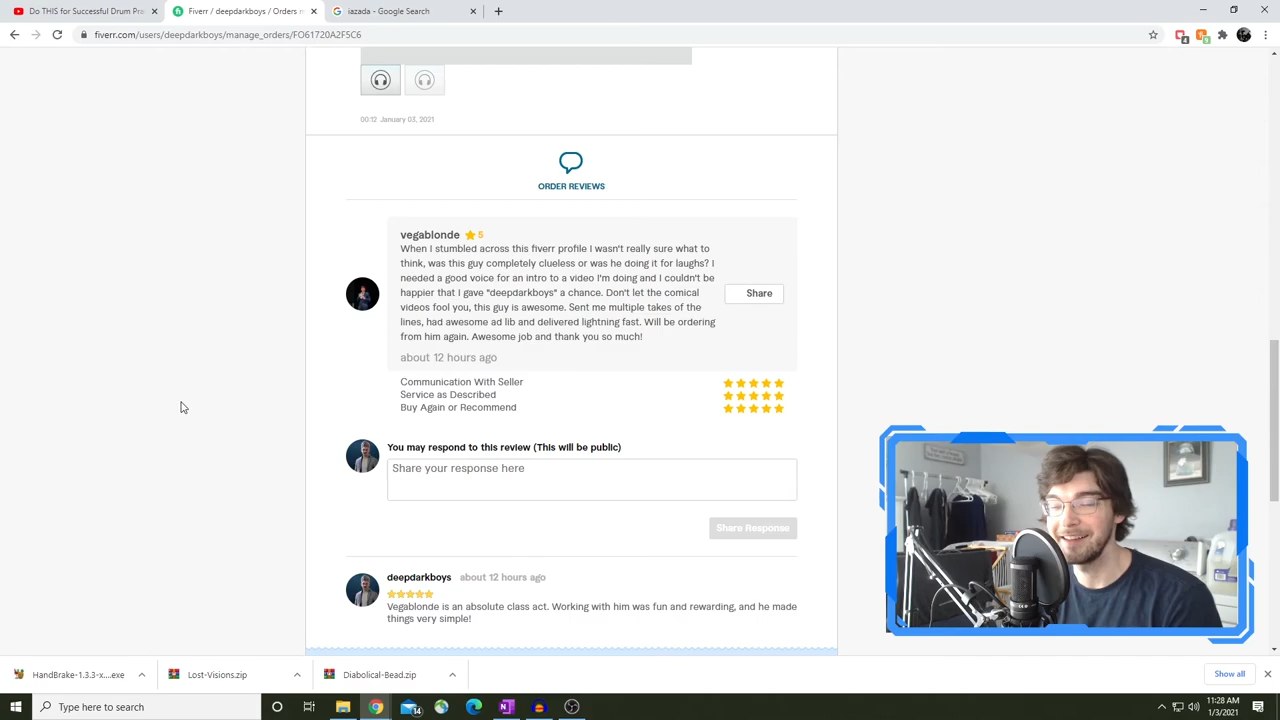 Do THIS for Successful Drum Prac
Fiverr / deepdarkboys / Orders m
iazada - Google Search
fiverr.com/users/deepdarkboys/manage_orders/FO61720A2F5C6
4
9
00:12 January 03, 2021
ORDER REVIEWS
vegablonde 5
When I stumbled across this fiverr profile I wasn't really sure what to
think, was this guy completely clueless or was he doing it for laughs? I
needed a good voice for an intro to a video I'm doing and I couldn't be
happier that I gave "deepdarkboys" a chance. Don't let the comical
videos fool you, this guy is awesome. Sent me multiple takes of the
lines, had awesome ad lib and delivered lightning fast. Will be ordering
from him again. Awesome job and thank you so much!
Share
about 12 hours ago
Communication With Seller
Service as Described
Buy Again or Recommend
You may respond to this review (This will be public)
Share your response here
Share Response
deepdarkboys about 12 hours ago
Vegablonde is an absolute class act. Working with him was fun and rewarding, and he made
things very simple!
HandBrake-1.3.3-x....exe
Lost-Visions.zip
Diabolical-Bead.zip
Show all
Type here to search
14
11:28 AM
1/3/2021